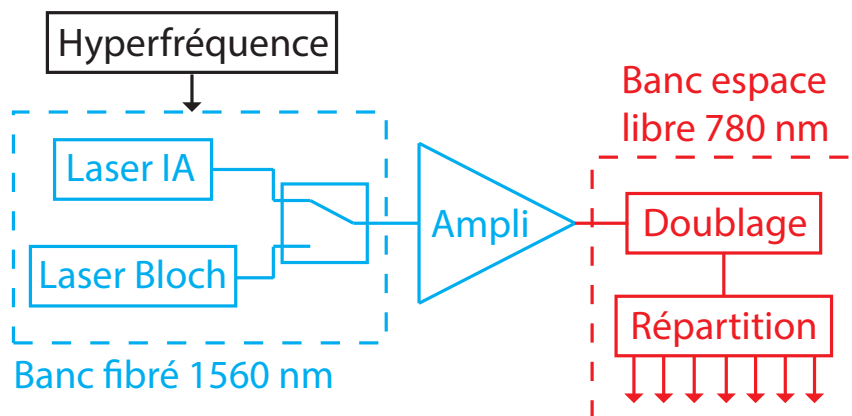 Hyperfréquence
Banc espace
libre 780 nm
Laser IA
Ampli
Doublage
Laser Bloch
Répartition
Banc fibré 1560 nm